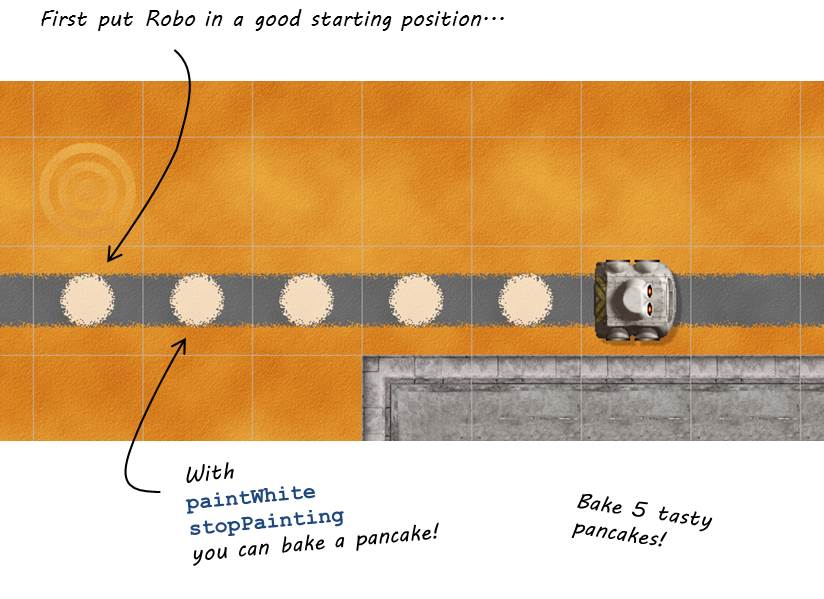 First put Robo in a good starting position...
With
paintWhite
stopPainting
you can bake a pancake!
Bake 5 tasty
pancakes!